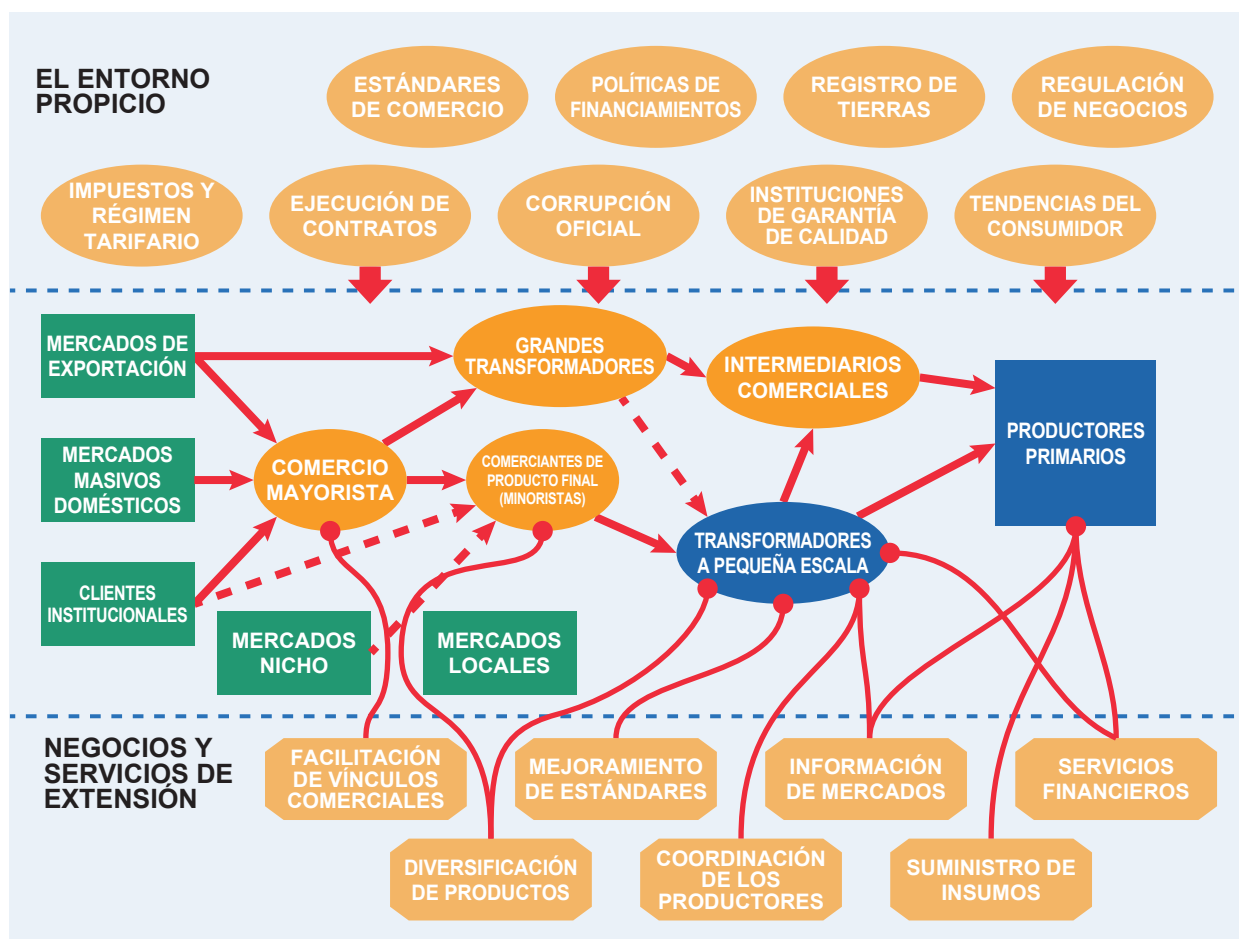 EL ENTORNO
PROPICIO
ESTÁNDARES
DE COMERCIO
POLÍTICAS DE
FINANCIAMIENTOS
REGISTRO DE
TIERRAS
REGULACIÓN
DE NEGOCIOS
IMPUESTOS Y
RÉGIMEN
TARIFARIO
EJECUCIÓN DE
CONTRATOS
CORRUPCIÓN
OFICIAL
INSTITUCIONES
DE GARANTÍA
DE CALIDAD
TENDENCIAS DEL
CONSUMIDOR
MERCADOS DE
EXPORTACIÓN
GRANDES
TRANSFORMADORES
INTERMEDIARIOS
COMERCIALES
PRODUCTORES
PRIMARIOS
MERCADOS
MASIVOS
DOMÉSTICOS
COMERCIO
MAYORISTA
COMERCIANTES DE
PRODUCTO FINAL
(MINORISTAS)
TRANSFORMADORES
A PEQUEÑA ESCALA
CLIENTES
INSTITUCIONALES
MERCADOS
NICHO
MERCADOS
LOCALES
NEGOCIOS Y
SERVICIOS DE
EXTENSIÓN
FACILITACIÓN
DE VÍNCULOS
COMERCIALES
MEJORAMIENTO
DE ESTÁNDARES
INFORMACIÓN
DE MERCADOS
SERVICIOS
FINANCIEROS
DIVERSIFICACIÓN
DE PRODUCTOS
COORDINACIÓN
DE LOS
PRODUCTORES
SUMINISTRO DE
INSUMOS